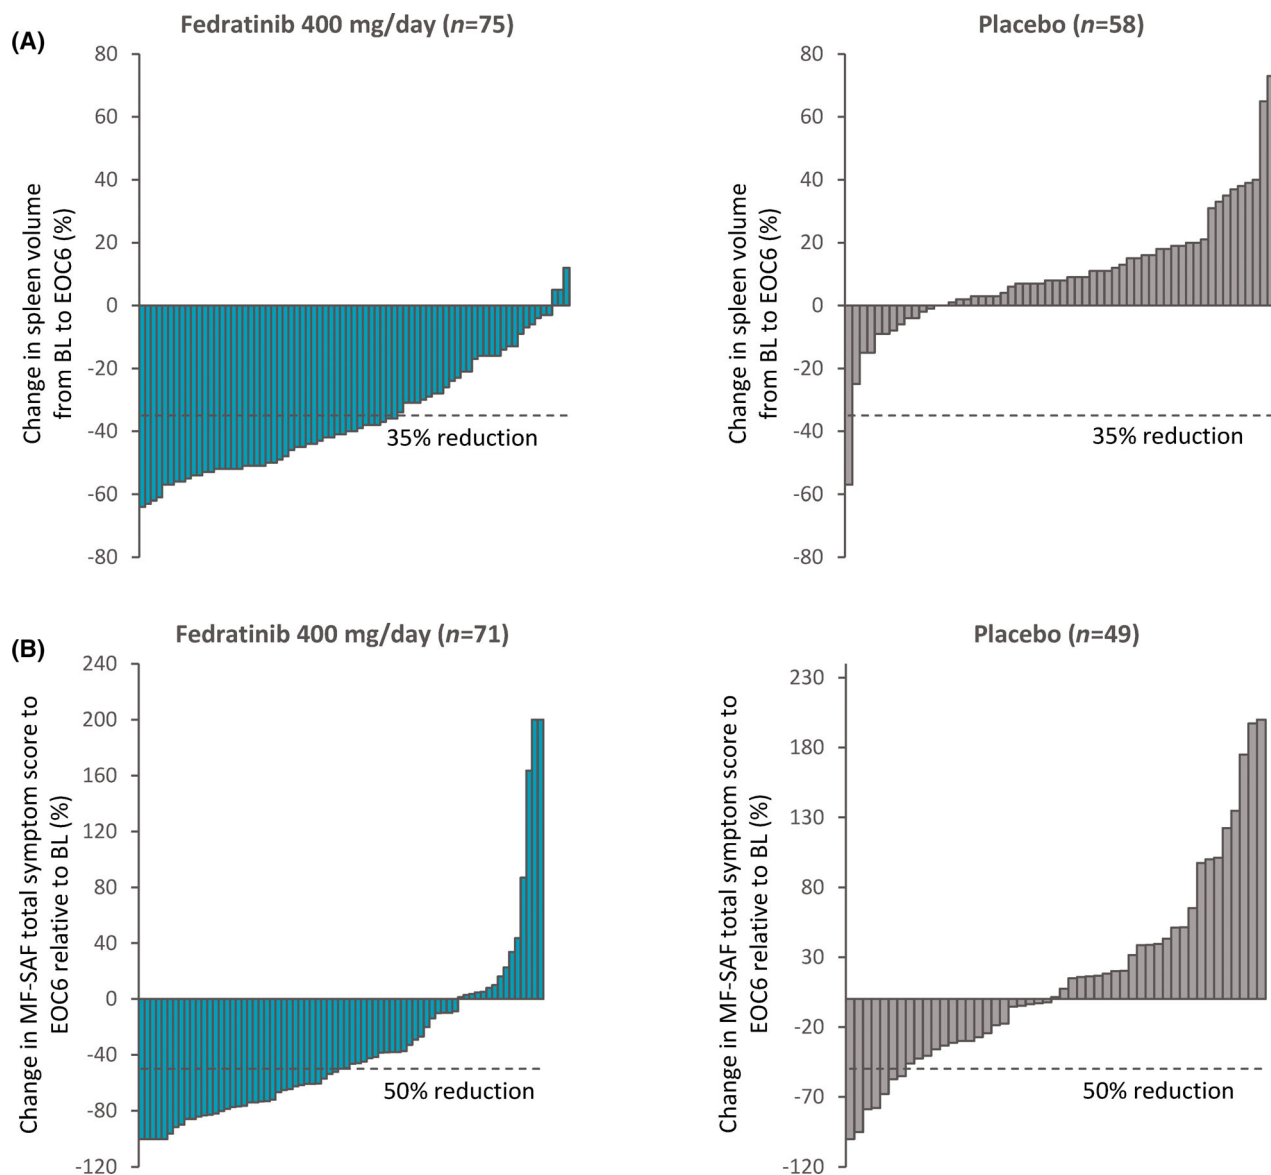 (A)
Fedratinib 400 mg/day (n=75)
80
60
40
20
0
-20
-40
-60
-80
Change in spleen volume
from BL to EOC6 (%)
35% reduction
Placebo (n=58)
80
60
40
20
0
-20
-40
-60
-80
Change in spleen volume
from BL to EOC6 (%)
35% reduction
(B)
Fedratinib 400 mg/day (n=71)
240
200
160
120
80
40
0
-40
-80
-120
Change in MF-SAF total symptom score to
EOC6 relative to BL (%)
50% reduction
Placebo (n=49)
230
180
130
80
30
-20
-70
-120
Change in MF-SAF total symptom score to
EOC6 relative to BL (%)
50% reduction